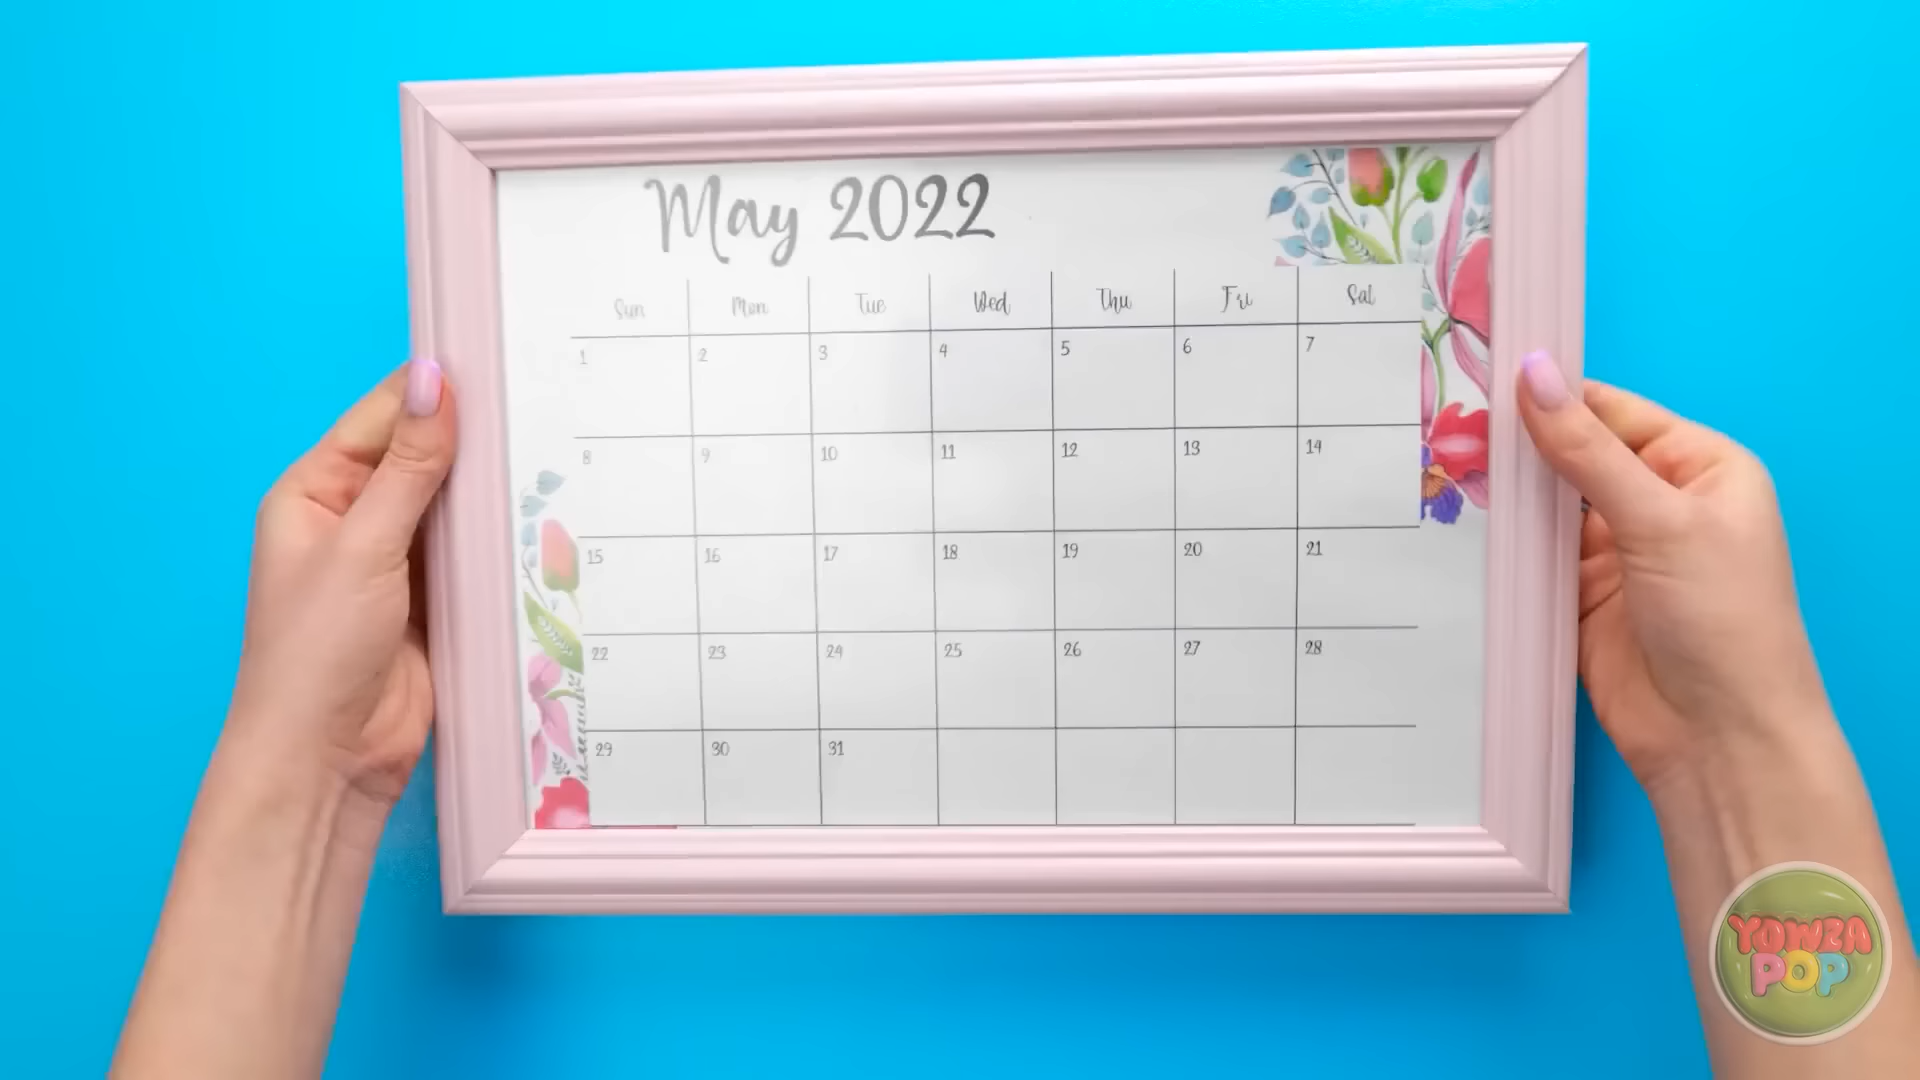 May 2022
Sun Mon Tue Wed Thu Fri Sat
1 2 3 4 5 6 7
8 9 10 11 12 13 14
15 16 17 18 19 20 21
22 23 24 25 26 27 28
29 30 31
YOWZA
POP